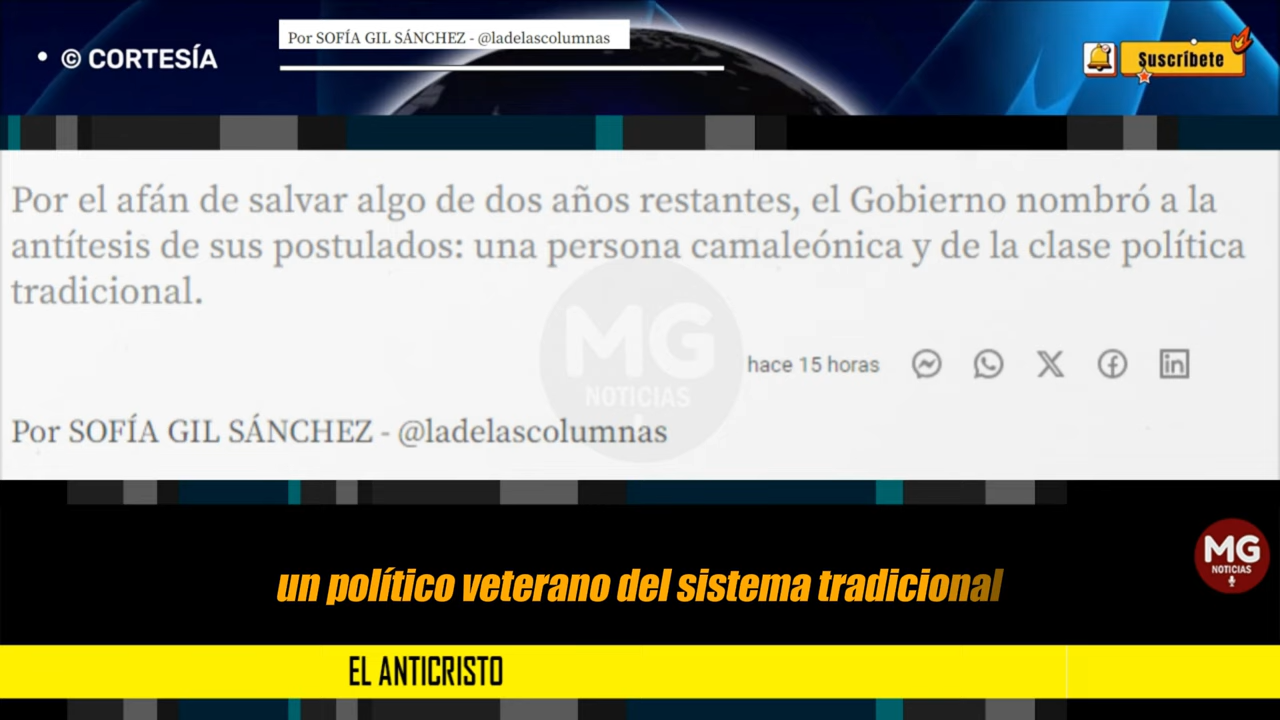 © CORTESÍA
Por SOFÍA GIL SÁNCHEZ - @ladelascolumnas
Suscríbete
Por el afán de salvar algo de dos años restantes, el Gobierno nombró a la
antítesis de sus postulados: una persona camaleónica y de la clase política
tradicional.
MG
NOTICIAS
hace 15 horas
Por SOFÍA GIL SÁNCHEZ - @ladelascolumnas
un político veterano del sistema tradicional
MG
NOTICIAS
EL ANTICRISTO